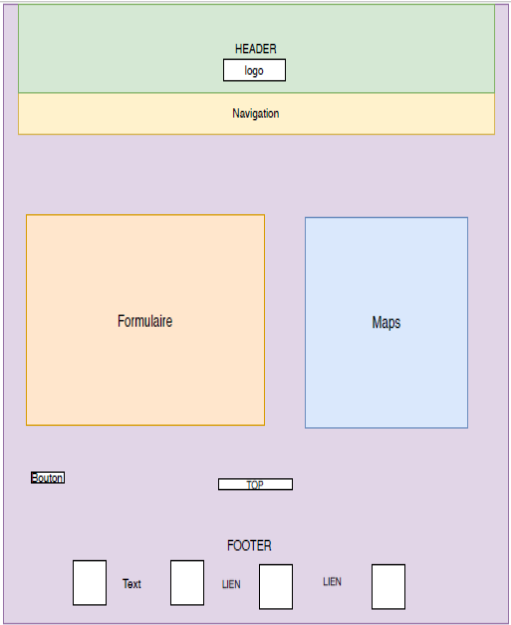 HEADER
logo
Navigation
Formulaire
Maps
Bouton
TOP
FOOTER
Text
LIEN
LIEN